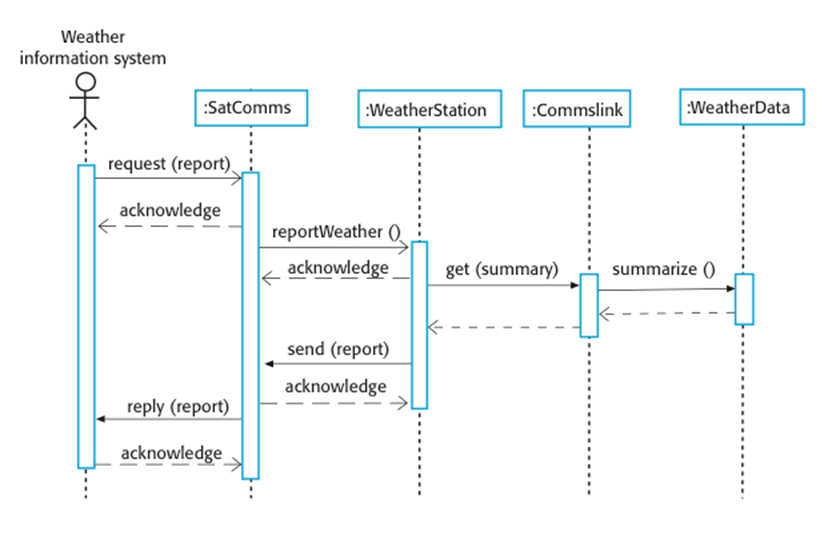 Weather
information system
:SatComms
:WeatherStation
:Commslink
:WeatherData
request (report)
acknowledge
reportWeather ()
acknowledge
get (summary)
summarize ()
send (report)
acknowledge
reply (report)
acknowledge